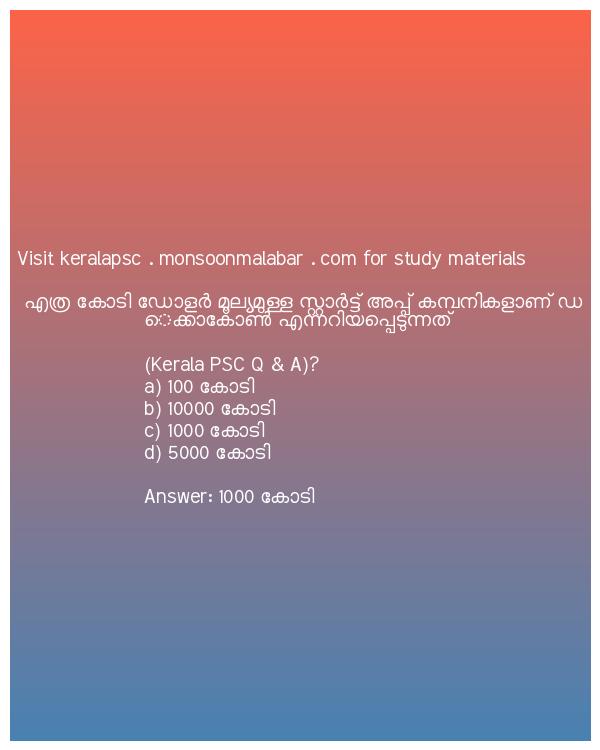 Visit keralapsc . monsoonmalabar . com for study materials
എത്ര കോടി ഡോളർ മൂല്യമുള്ള സ്റ്റാർട്ട് അപ്പ് കമ്പനികളാണ് ഡ
െക്കാകോൺ എന്നറിയപ്പെടുന്നത്
(Kerala PSC Q & A)?
a) 100 കോടി
b) 10000 കോടി
c) 1000 കോടി
d) 5000 കോടി
Answer: 1000 കോടി